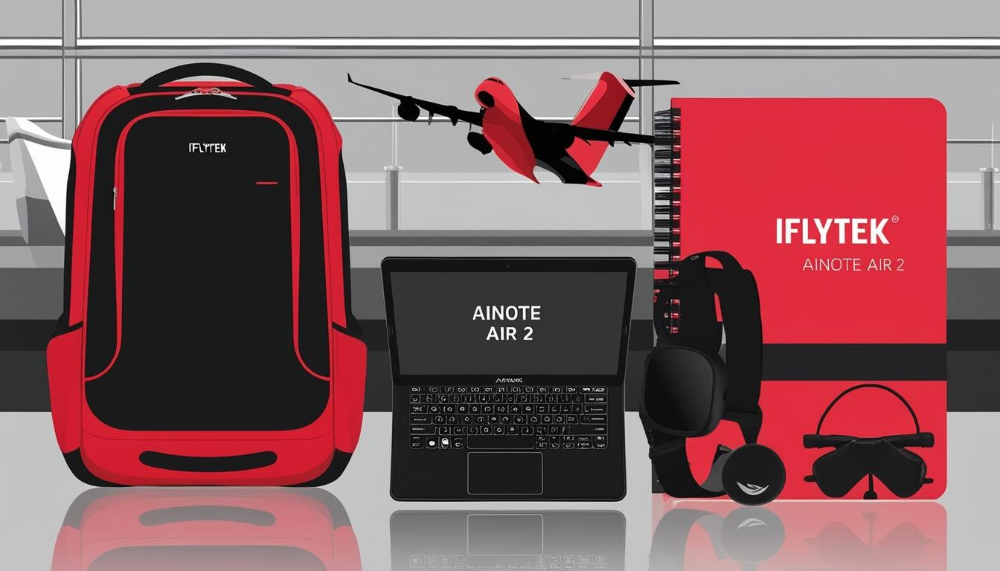 IFLYTEK
IFLYTEK
AINOTE AIR 2
AINOTE
AIR 2